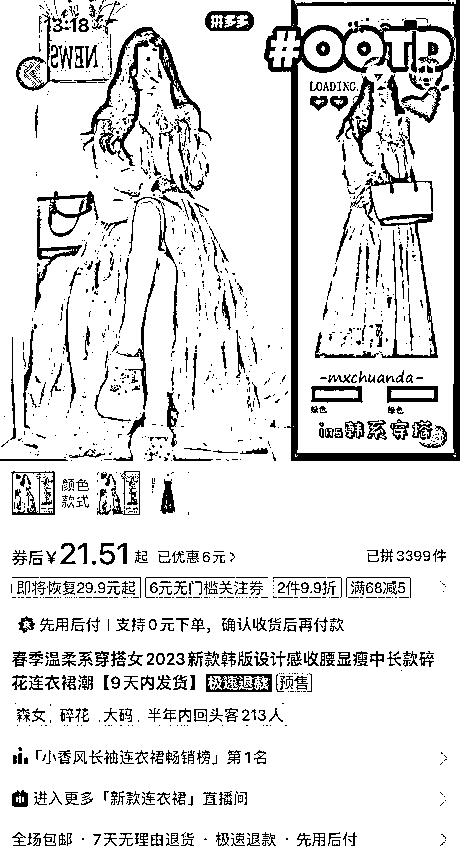 13:18
拼多多
NEWS
#OOTD
LOADING.
-mxchuanda-
绿色
绿色
ins韩系穿搭
颜色
款式
券后¥21.51起 已优惠6元>
已拼3399件
即将恢复29.9元起 6元无门槛关注券 2件9.9折 满68减5
先用后付 | 支持0元下单，确认收货后再付款
春季温柔系穿搭女2023新款韩版设计感收腰显瘦中长款碎
花连衣裙潮【9天内发货】 极速退款 预售
森女 碎花 大码 半年内回头客213人
「小香风长袖连衣裙畅销榜」第1名
进入更多「新款连衣裙」直播间
全场包邮 · 7天无理由退货 · 极速退款 · 先用后付